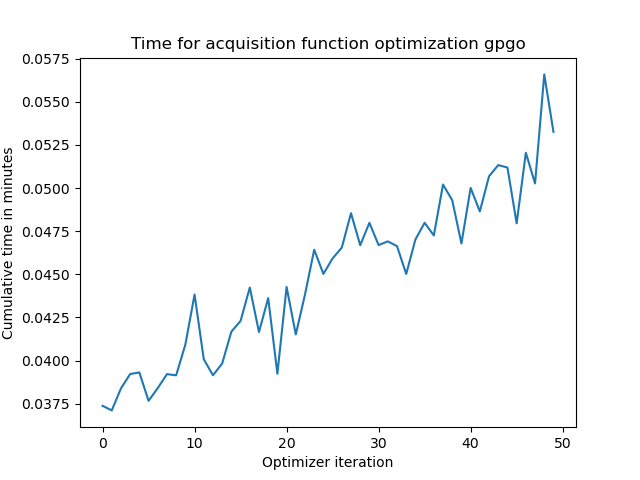 Time for acquisition function optimization gpgo
0.0575
0.0550
0.0525
0.0500
0.0475
0.0450
0.0425
0.0400
0.0375
Cumulative time in minutes
0 10 20 30 40 50
Optimizer iteration